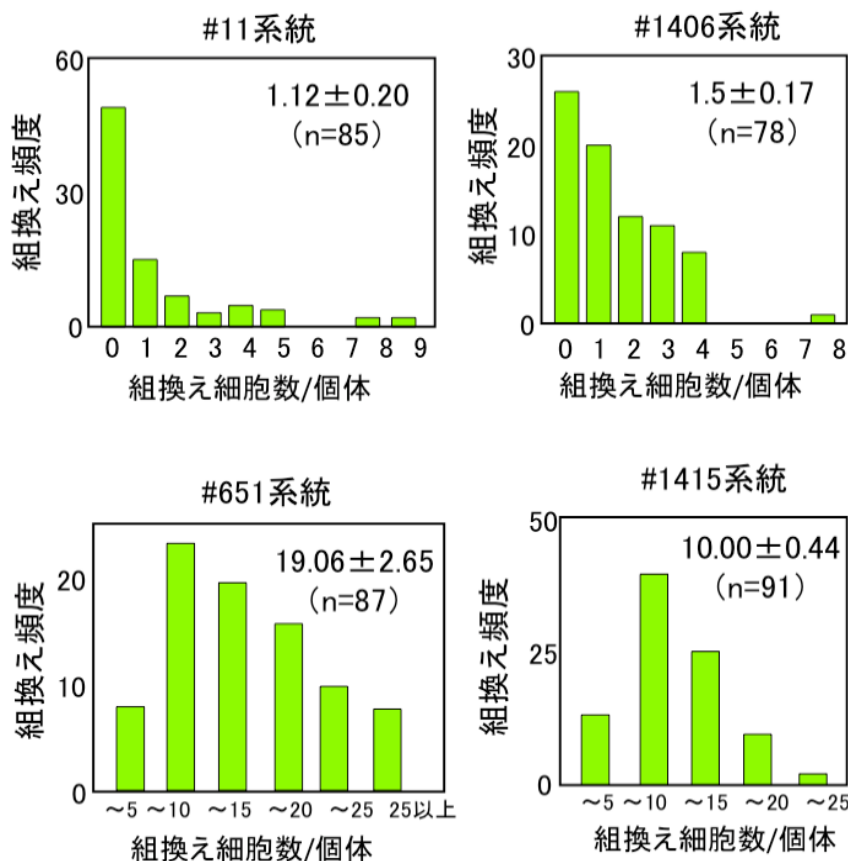 #11系統
60
30
0
1.12±0.20
(n=85)
組換え頻度
0 1 2 3 4 5 6 7 8 9
組換え細胞数/個体
#1406系統
30
20
10
0
1.5±0.17
(n=78)
組換え頻度
0 1 2 3 4 5 6 7 8
組換え細胞数/個体
#651系統
20
10
0
19.06±2.65
(n=87)
組換え頻度
～5 ～10 ～15 ～20 ～25 25以上
組換え細胞数/個体
#1415系統
50
25
0
10.00±0.44
(n=91)
組換え頻度
～5 ～10 ～15 ～20 ～25
組換え細胞数/個体